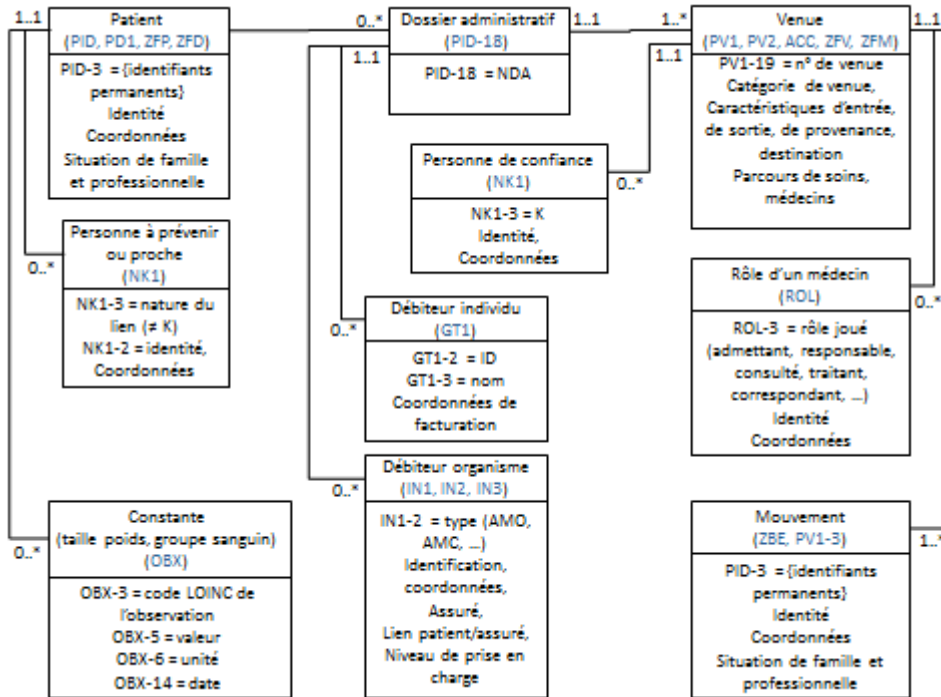 1..1
Patient
(PID, PD1, ZFP, ZFD)
PID-3 = {identifiants
permanents}
Identité
Coordonnées
Situation de famille
et professionnelle
0..*
Dossier administratif
(PID-18)
PID-18 = NDA
1..1
1..1
1..*
Venue
(PV1, PV2, ACC, ZFV, ZFM)
PV1-19 = n° de venue
Catégorie de venue,
Caractéristiques d'entrée,
de sortie, de provenance,
destination
Parcours de soins,
médecins
1..1
1..1
Personne de confiance
(NK1)
NK1-3 = K
Identité,
Coordonnées
0..*
Personne à prévenir
ou proche
(NK1)
NK1-3 = nature du
lien (≠ K)
NK1-2 = identité,
Coordonnées
0..*
Débiteur individu
(GT1)
GT1-2 = ID
GT1-3 = nom
Coordonnées de
facturation
0..*
Rôle d'un médecin
(ROL)
ROL-3 = rôle joué
(admettant, responsable,
consulté, traitant,
correspondant, …)
Identité
Coordonnées
0..*
Débiteur organisme
(IN1, IN2, IN3)
IN1-2 = type (AMO,
AMC, …)
Identification,
coordonnées,
Assuré,
Lien patient/assuré,
Niveau de prise en
charge
0..*
Constante
(taille poids, groupe sanguin)
(OBX)
OBX-3 = code LOINC de
l'observation
OBX-5 = valeur
OBX-6 = unité
OBX-14 = date
0..*
Mouvement
(ZBE, PV1-3)
PID-3 = {identifiants
permanents}
Identité
Coordonnées
Situation de famille et
professionnelle
1..*